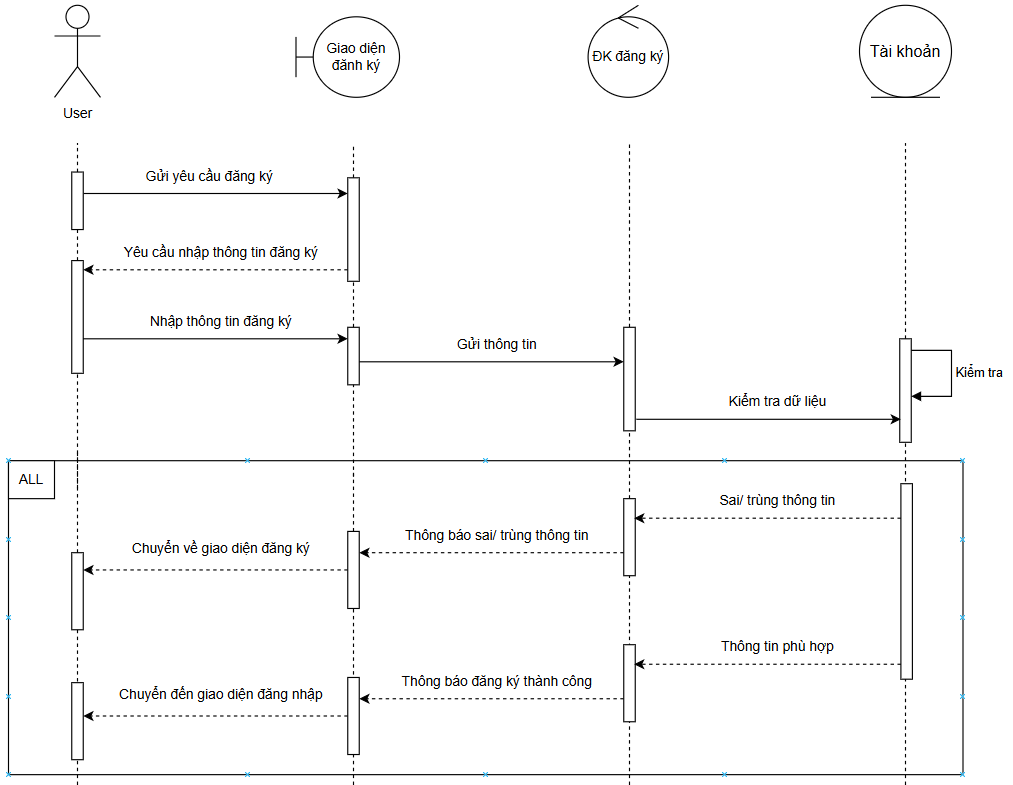 Giao diện
đánh ký
ĐK đăng ký
Tài khoản
User
Gửi yêu cầu đăng ký
Yêu cầu nhập thông tin đăng ký
Nhập thông tin đăng ký
Gửi thông tin
Kiểm tra
Kiểm tra dữ liệu
ALL
Sai/ trùng thông tin
Thông báo sai/ trùng thông tin
Chuyển về giao diện đăng ký
Thông tin phù hợp
Thông báo đăng ký thành công
Chuyển đến giao diện đăng nhập